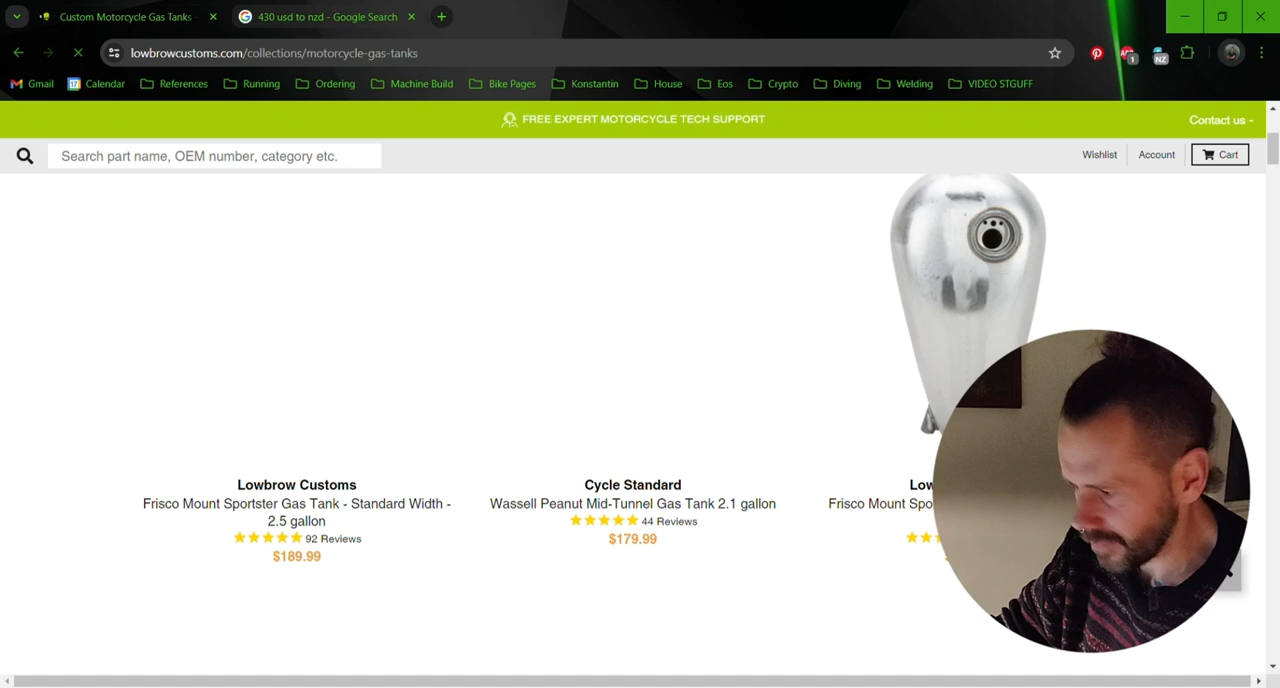 Custom Motorcycle Gas Tanks
430 usd to nzd - Google Search
lowbrowcustoms.com/collections/motorcycle-gas-tanks
1
NZ
Gmail
17
Calendar
References
Running
Ordering
Machine Build
Bike Pages
Konstantin
House
Eos
Crypto
Diving
Welding
VIDEO STGUFF
FREE EXPERT MOTORCYCLE TECH SUPPORT
Contact us -
Search part name, OEM number, category etc.
Wishlist
Account
Cart
Lowbrow Customs
Frisco Mount Sportster Gas Tank - Standard Width -
2.5 gallon
92 Reviews
$189.99
Cycle Standard
Wassell Peanut Mid-Tunnel Gas Tank 2.1 gallon
44 Reviews
$179.99
Frisco Mount